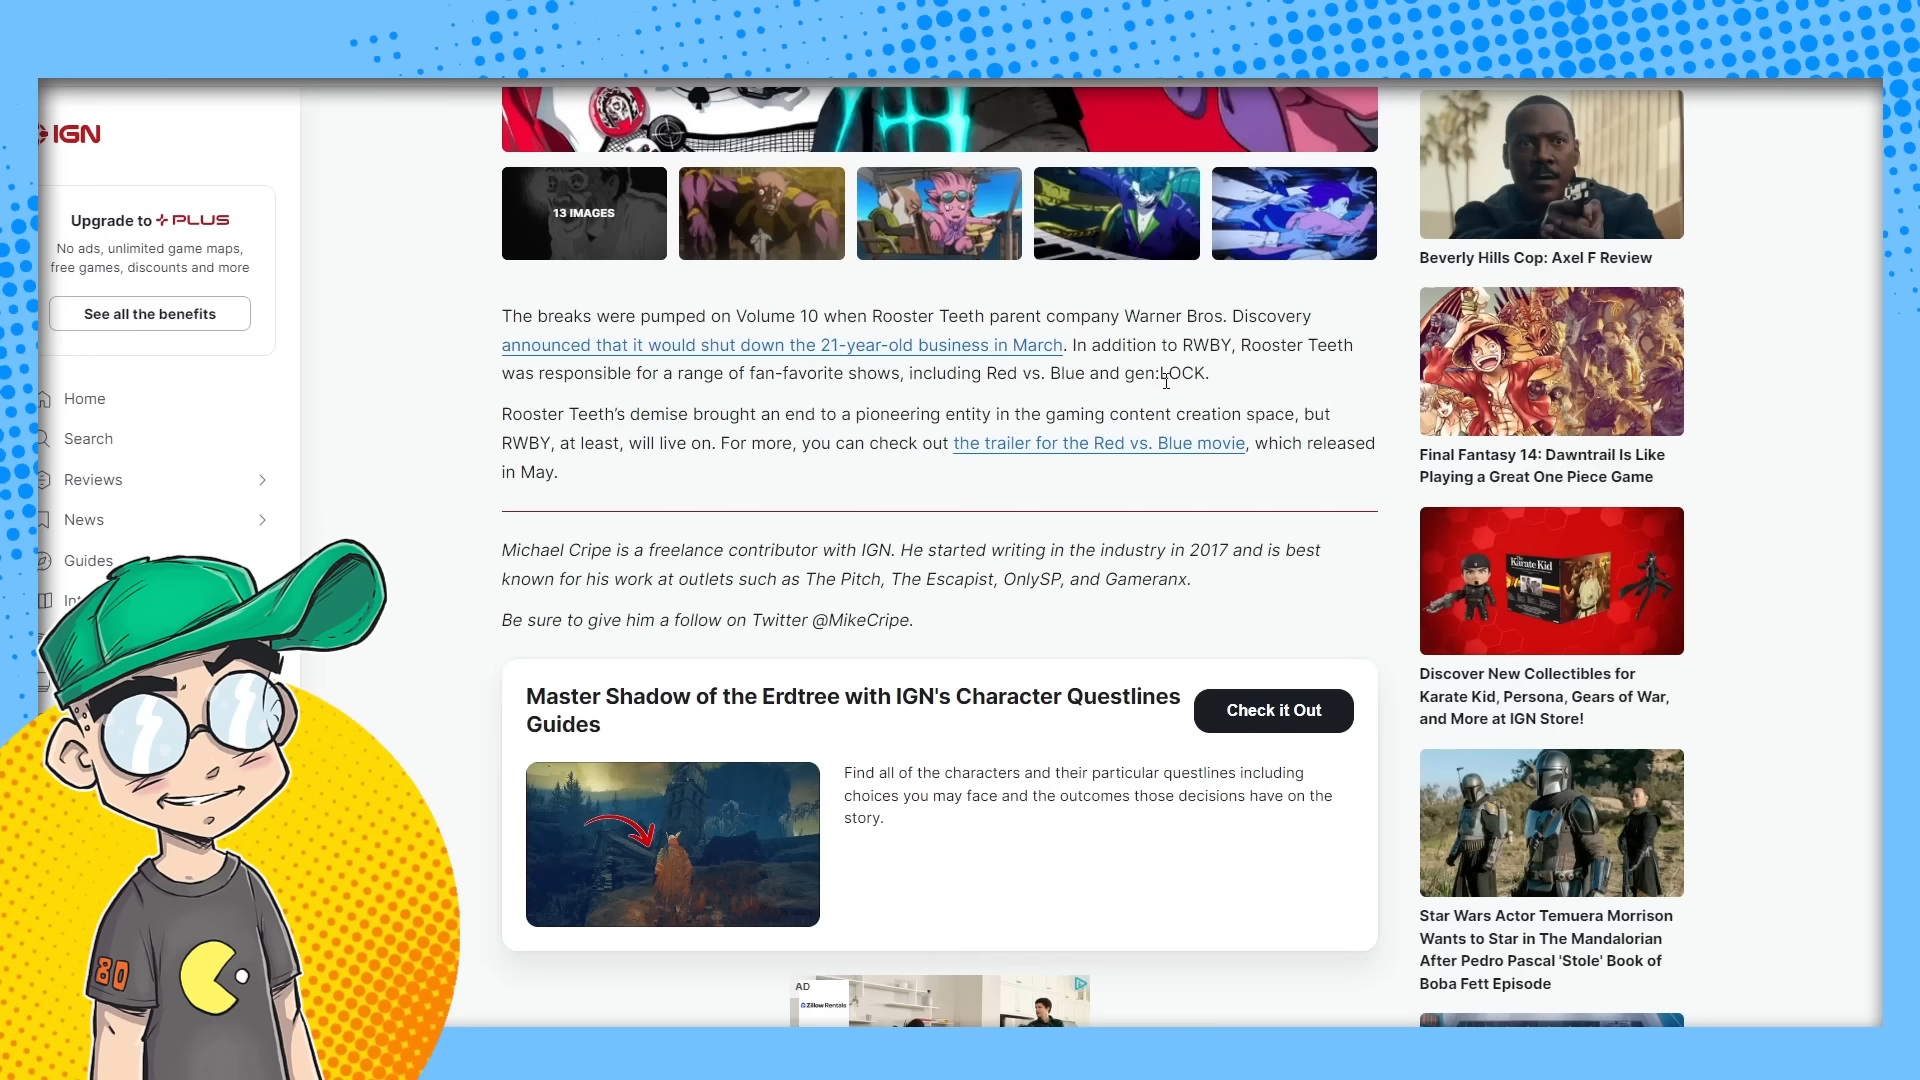 IGN
Upgrade to PLUS
No ads, unlimited game maps,
free games, discounts and more
See all the benefits
Home
Search
Reviews
News
Guides
13 IMAGES
The breaks were pumped on Volume 10 when Rooster Teeth parent company Warner Bros. Discovery
announced that it would shut down the 21-year-old business in March. In addition to RWBY, Rooster Teeth
was responsible for a range of fan-favorite shows, including Red vs. Blue and gen:LOCK.
Rooster Teeth's demise brought an end to a pioneering entity in the gaming content creation space, but
RWBY, at least, will live on. For more, you can check out the trailer for the Red vs. Blue movie, which released
in May.
Michael Cripe is a freelance contributor with IGN. He started writing in the industry in 2017 and is best
known for his work at outlets such as The Pitch, The Escapist, OnlySP, and Gameranx.
Be sure to give him a follow on Twitter @MikeCripe.
Master Shadow of the Erdtree with IGN's Character Questlines
Guides
Check it Out
Find all of the characters and their particular questlines including
choices you may face and the outcomes those decisions have on the
story.
AD
Zillow Rentals
Beverly Hills Cop: Axel F Review
Final Fantasy 14: Dawntrail Is Like
Playing a Great One Piece Game
The Karate Kid
Discover New Collectibles for
Karate Kid, Persona, Gears of War,
and More at IGN Store!
Star Wars Actor Temuera Morrison
Wants to Star in The Mandalorian
After Pedro Pascal 'Stole' Book of
Boba Fett Episode
80